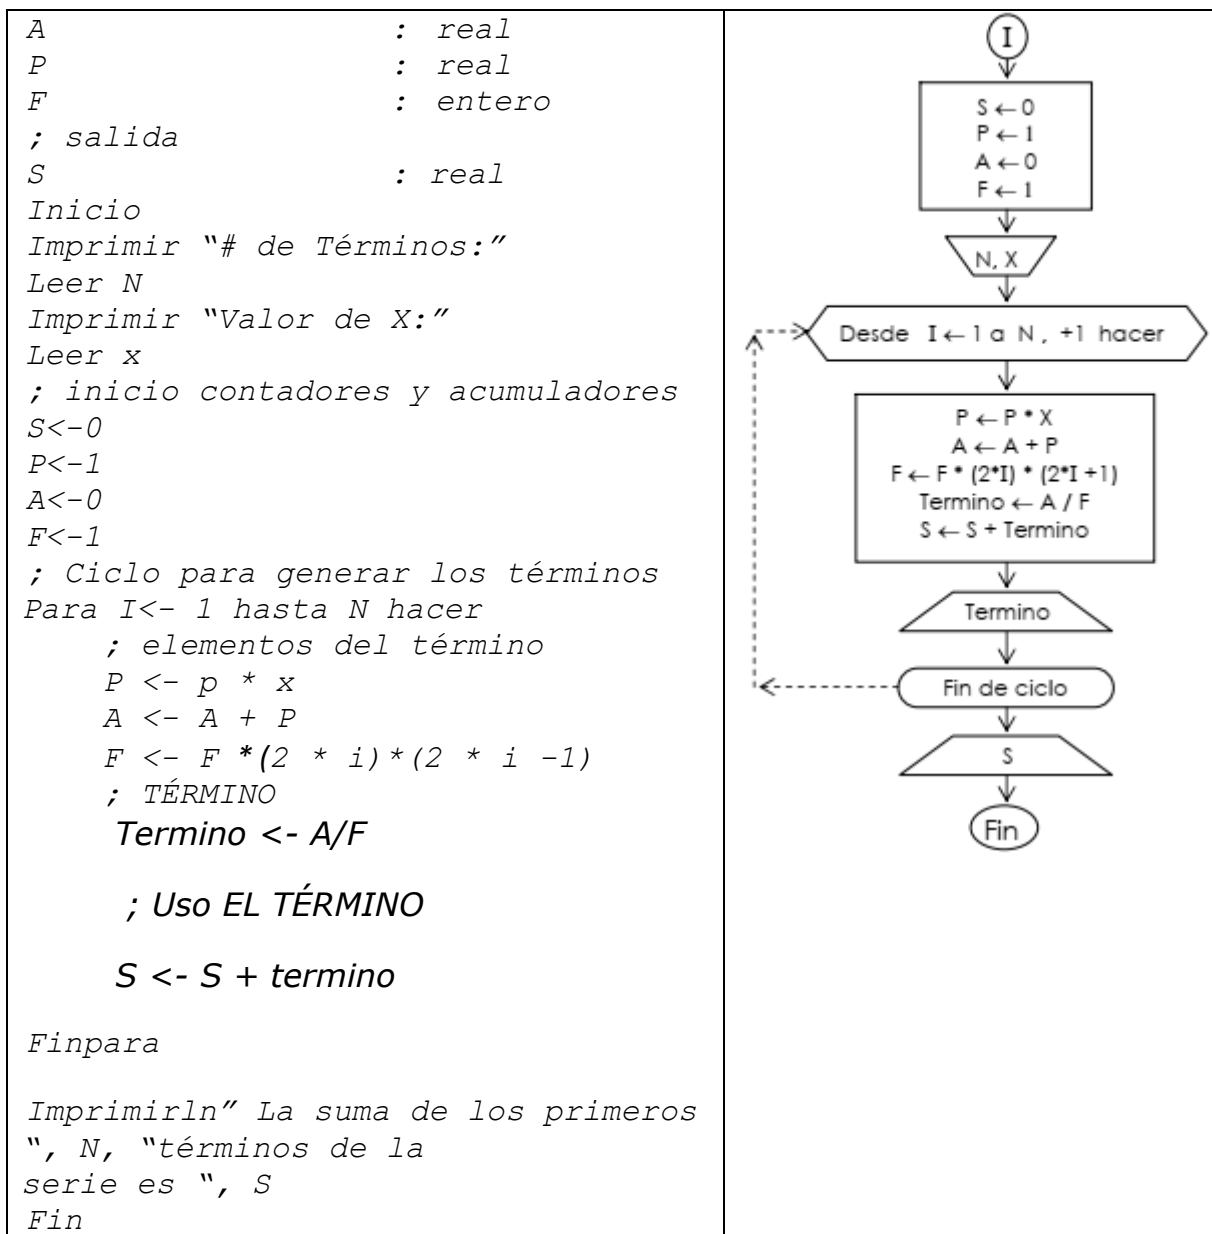 A : real
P : real
F : entero
; salida
S : real
Inicio
Imprimir “# de Términos:”
Leer N
Imprimir “Valor de X:”
Leer x
; inicio contadores y acumuladores
S<-0
P<-1
A<-0
F<-1
; Ciclo para generar los términos
Para I<- 1 hasta N hacer
; elementos del término
P <- p * x
A <- A + P
F <- F *(2 * i)*(2 * i -1)
; TÉRMINO
Termino <- A/F
; Uso EL TÉRMINO
S <- S + termino
Finpara
Imprimirln” La suma de los primeros
“, N, “términos de la
serie es “, S
Fin
I
S ← 0
P ← 1
A ← 0
F ← 1
N, X
Desde I ← 1 a N , +1 hacer
P ← P * X
A ← A + P
F ← F * (2*I) * (2*I +1)
Termino ← A / F
S ← S + Termino
Termino
Fin de ciclo
S
Fin